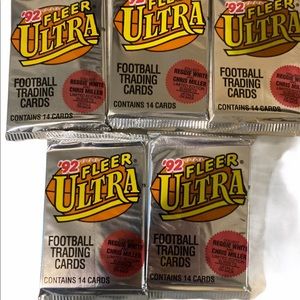 '92 FLEER
ULTRA
FOOTBALL
TRADING
CARDS
CONTAINS 14 CARDS
REGGIE WHITE
CHRIS MILLER
'92 FLEER
ULTRA
FOOTBALL
TRADING
CARDS
CONTAINS 14 CARDS
REGGIE WHITE
CHRIS MILLER
'92 FLEER
ULTRA
FOOTBALL
TRADING
CARDS
CONTAINS 14 CARDS
REGGIE WHITE
CHRIS MILLER
'92 FLEER
ULTRA
FOOTBALL
TRADING
CARDS
CONTAINS 14 CARDS
REGGIE WHITE
CHRIS MILLER
'92 FLEER
ULTRA
FOOTBALL
TRADING
CARDS
CONTAINS 14 CARDS
REGGIE WHITE
CHRIS MILLER